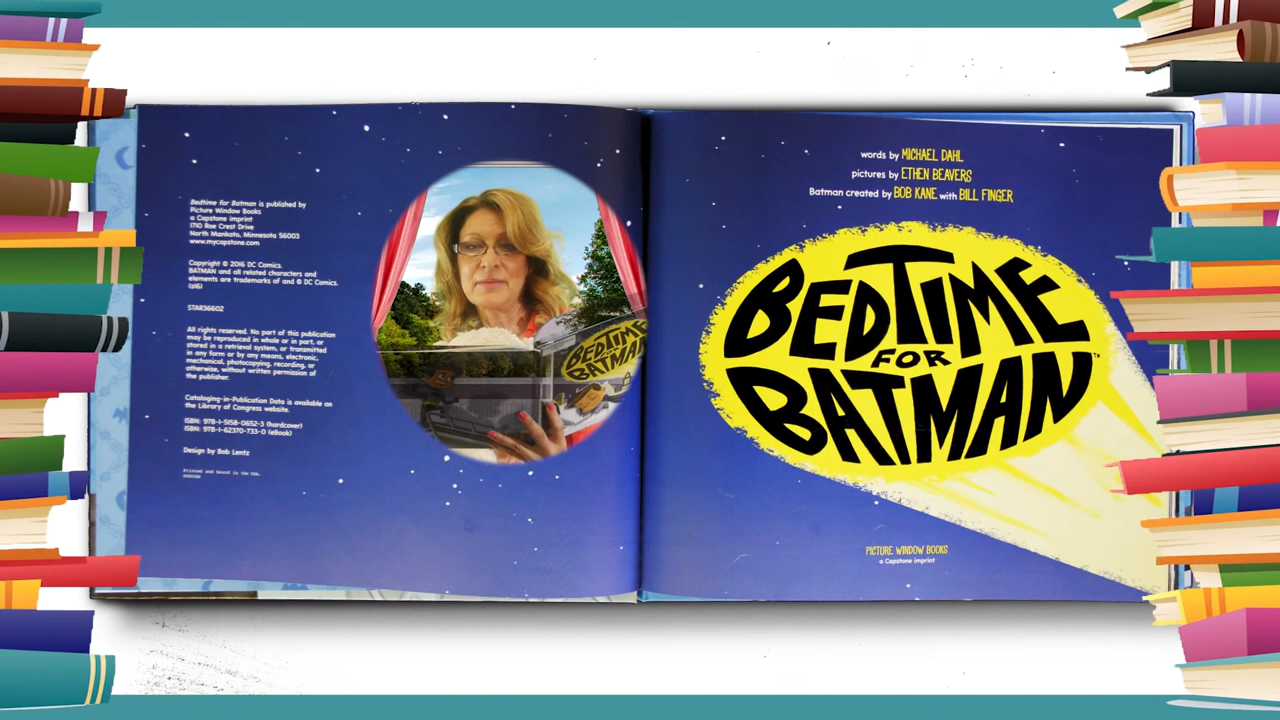 Bedtime for Batman is published by
Picture Window Books
a Capstone imprint
1710 Roe Crest Drive
North Mankato, Minnesota 56003
www.mycapstone.com
Copyright © 2016 DC Comics.
BATMAN and all related characters and
elements are trademarks of and © DC Comics.
(s16)
STAR36602
All rights reserved. No part of this publication
may be reproduced in whole or in part, or
stored in a retrieval system, or transmitted
in any form or by any means, electronic,
mechanical, photocopying, recording, or
otherwise, without written permission of
the publisher.
Cataloging-in-Publication Data is available on
the Library of Congress website.
ISBN: 978-1-5158-0652-3 (hardcover)
ISBN: 978-1-62370-733-0 (eBook)
Design by Bob Lentz
Printed and bound in the USA.
BEDTIME
FOR
BATMAN
words by MICHAEL DAHL
pictures by ETHEN BEAVERS
Batman created by BOB KANE with BILL FINGER
BEDTIME
FOR
BATMAN™
PICTURE WINDOW BOOKS
a Capstone imprint